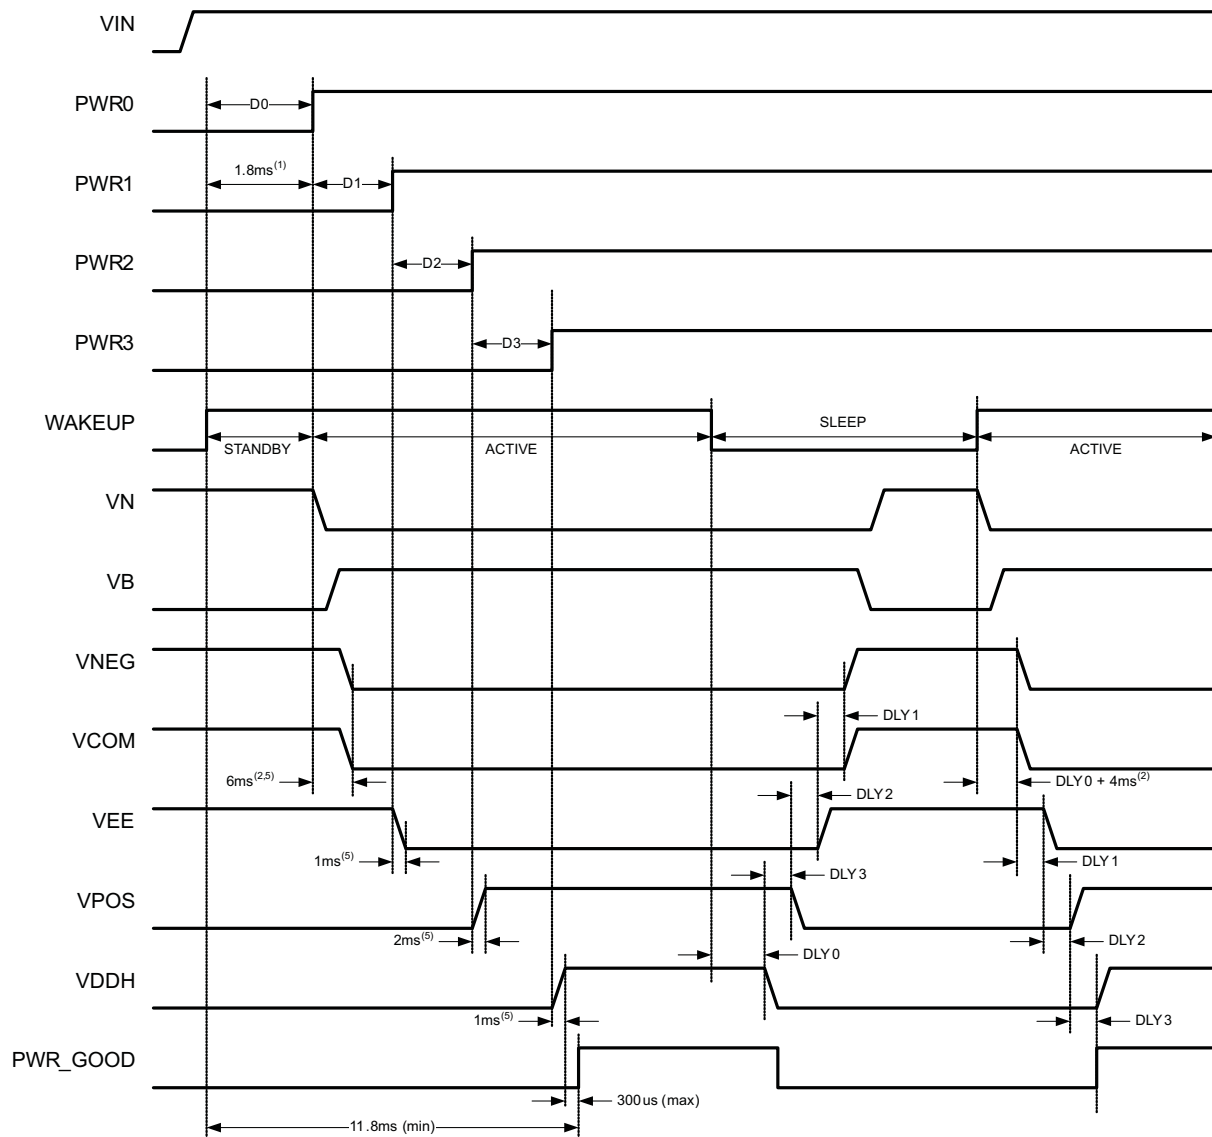 VIN
PWR0
D0
PWR1
1.8ms(1)
D1
PWR2
D2
PWR3
D3
WAKEUP
SLEEP
STANDBY
ACTIVE
ACTIVE
VN
VB
VNEG
DLY1
VCOM
6ms(2,5)
DLY0 + 4ms(2)
DLY2
VEE
1ms(5)
DLY1
DLY3
VPOS
2ms(5)
DLY2
DLY0
VDDH
1ms(5)
DLY3
PWR_GOOD
300us (max)
11.8ms (min)